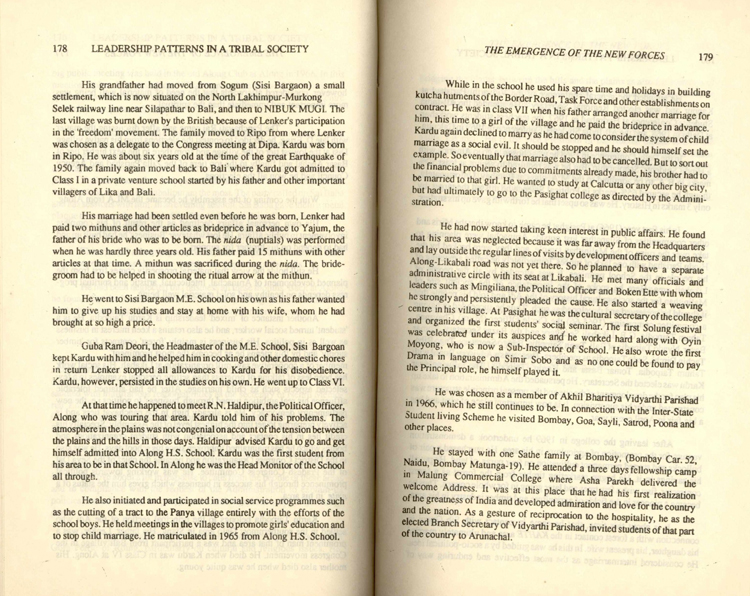 178 LEADERSHIP PATTERNS IN A TRIBAL SOCIETY
His grandfather had moved from Sogum (Sisi Bargaon) a small
settlement, which is now situated on the North Lakhimpur-Murkong
Selek railway line near Silapathar to Bali, and then to NIBUK MUGI. The
last village was burnt down by the British because of Lenker's participation
in the 'freedom' movement. The family moved to Ripo from where Lenker
was chosen as a delegate to the Congress meeting at Dipa. Kardu was born
in Ripo. He was about six years old at the time of the great Earthquake of
1950. The family again moved back to Bali where Kardu got admitted to
Class I in a private venture school started by his father and other important
villagers of Lika and Bali.
His marriage had been settled even before he was born, Lenker had
paid two mithuns and other articles as brideprice in advance to Yajum, the
father of his bride who was to be born. The nida (nuptials) was performed
when he was hardly three years old. His father paid 15 mithuns with other
articles at that time. A mithun was sacrificed during the nida. The bride-
groom had to be helped in shooting the ritual arrow at the mithun.
He went to Sisi Bargaon M.E. School on his own as his father wanted
him to give up his studies and stay at home with his wife, whom he had
brought at so high a price.
Guba Ram Deori, the Headmaster of the M.E. School, Sisi Bargoan
kept Kardu with him and he helped him in cooking and other domestic chores
in return Lenker stopped all allowances to Kardu for his disobedience.
Kardu, however, persisted in the studies on his own. He went up to Class VI.
At that time he happened to meet R.N. Haldipur, the Political Officer,
Along who was touring that area. Kardu told him of his problems. The
atmosphere in the plains was not congenial on account of the tension between
the plains and the hills in those days. Haldipur advised Kardu to go and get
himself admitted into Along H.S. School. Kardu was the first student from
his area to be in that School. In Along he was the Head Monitor of the School
all through.
He also initiated and participated in social service programmes such
as the cutting of a tract to the Panya village entirely with the efforts of the
school boys. He held meetings in the villages to promote girls' education and
to stop child marriage. He matriculated in 1965 from Along H.S. School.
THE EMERGENCE OF THE NEW FORCES 179
While in the school he used his spare time and holidays in building
kutcha hutments of the Border Road, Task Force and other establishments on
contract. He was in class VII when his father arranged another marriage for
him, this time to a girl of the village and he paid the brideprice in advance.
Kardu again declined to marry as he had come to consider the system of child
marriage as a social evil. It should be stopped and he should himself set the
example. So eventually that marriage also had to be cancelled. But to sort out
the financial problems due to commitments already made, his brother had to
be married to that girl. He wanted to study at Calcutta or any other big city,
but had ultimately to go to the Pasighat college as directed by the Admini-
stration.
He had now started taking keen interest in public affairs. He found
that his area was neglected because it was far away from the Headquarters
and lay outside the regular lines of visits by development officers and teams.
Along-Likabali road was not yet there. So he planned to have a separate
administrative circle with its seat at Likabali. He met many officials and
leaders such as Mingiliana, the Political Officer and Boken Ette with whom
he strongly and persistently pleaded the cause. He also started a weaving
centre in his village. At Pasighat he was the cultural secretary of the college
and organized the first students' social seminar. The first Solung festival
was celebrated under its auspices and he worked hard along with Oyin
Moyong, who is now a Sub-Inspector of School. He also wrote the first
Drama in language on Simir Sobo and as no one could be found to pay
the Principal role, he himself played it.
He was chosen as a member of Akhil Bharitiya Vidyarthi Parishad
in 1966, which he still continues to be. In connection with the Inter-State
Student living Scheme he visited Bombay, Goa, Sayli, Satrod, Poona and
other places.
He stayed with one Sathe family at Bombay, (Bombay Car. 52,
Naidu, Bombay Matunga-19). He attended a three days fellowship camp
in Malung Commercial College where Asha Parekh delivered the
welcome Address. It was at this place that he had his first realization
of the greatness of India and developed admiration and love for the country
and the nation. As a gesture of reciprocation to the hospitality, he as the
elected Branch Secretary of Vidyarthi Parishad, invited students of that part
of the country to Arunachal.